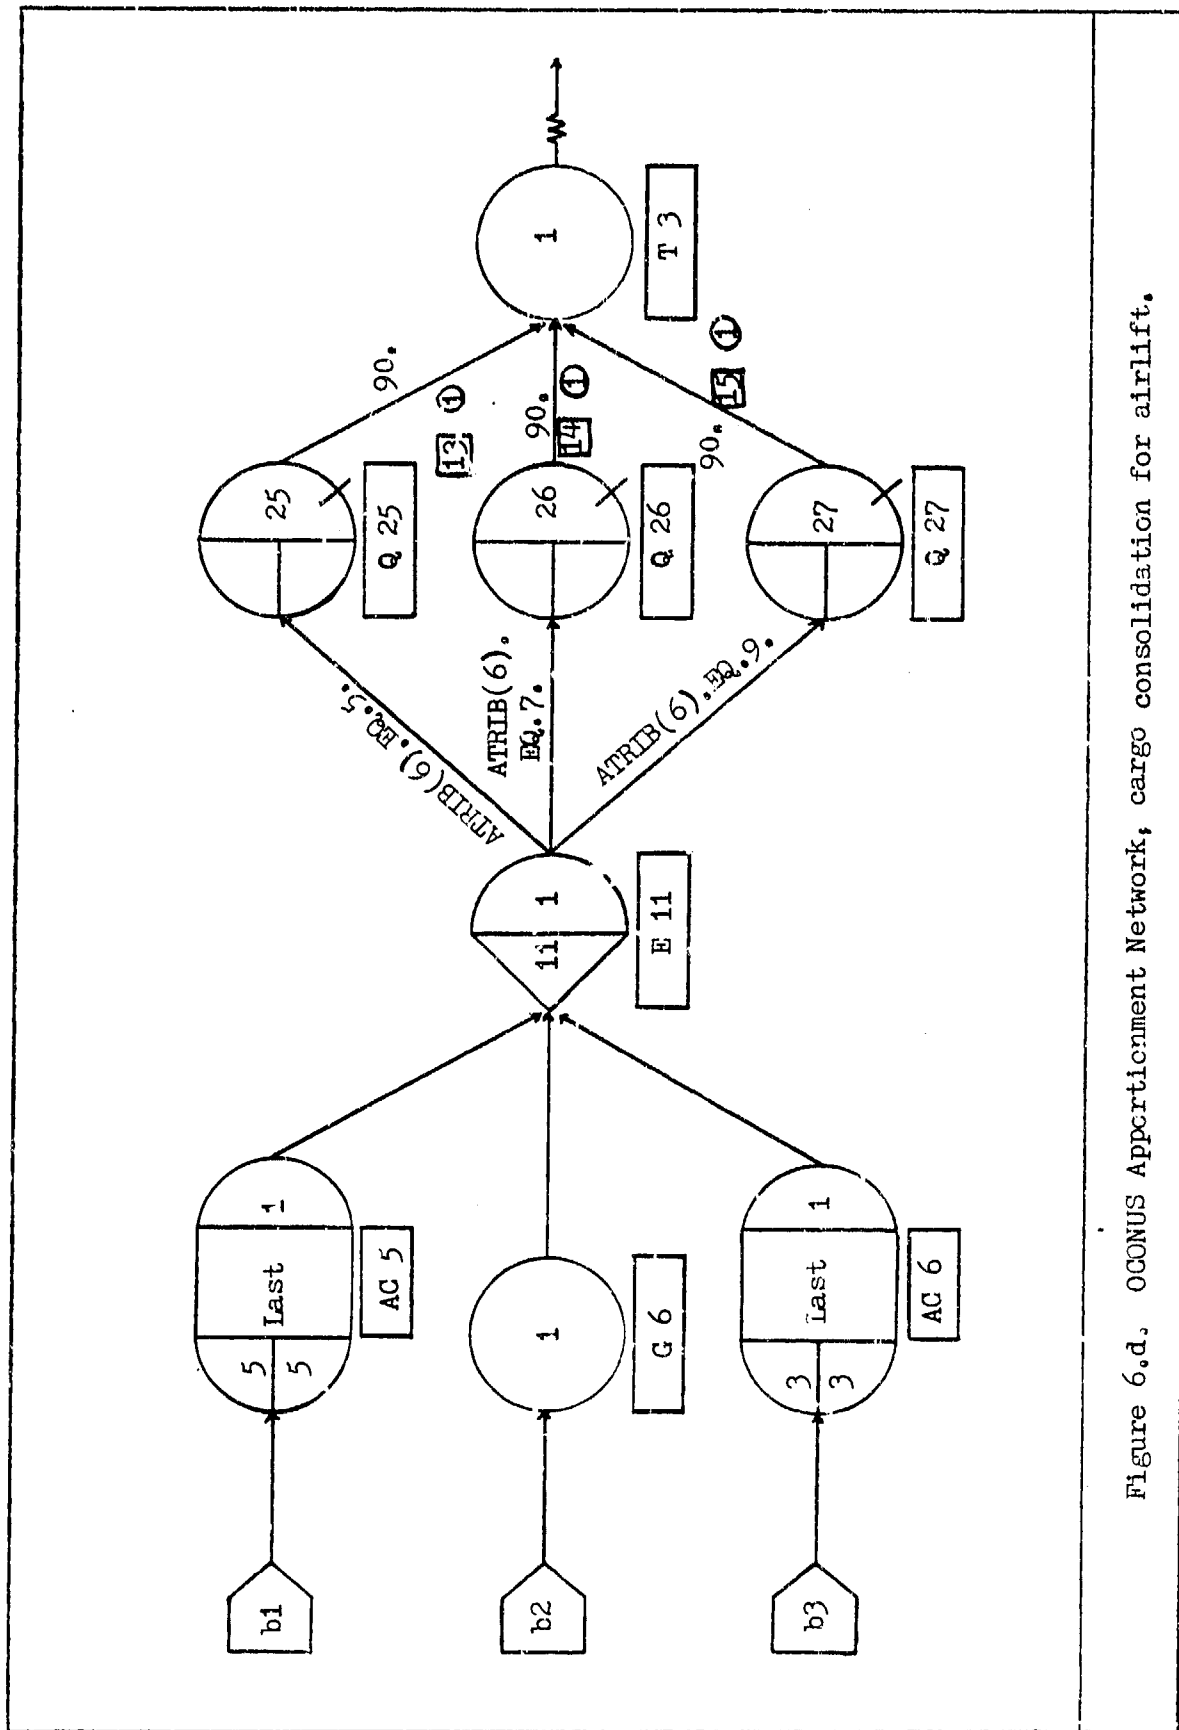 b1
5
5
Last
1
AC 5
b2
1
G 6
b3
3
3
Last
1
AC 6
11
1
E 11
ATRIB(6).EQ.5.
ATRIB(6).
EQ.7.
ATRIB(6).EQ.9.
25
Q 25
26
Q 26
27
Q 27
90.
13 1
90.
14 1
90.
15 1
1
T 3
Figure 6.d. OCONUS Apportionment Network, cargo consolidation for airlift.